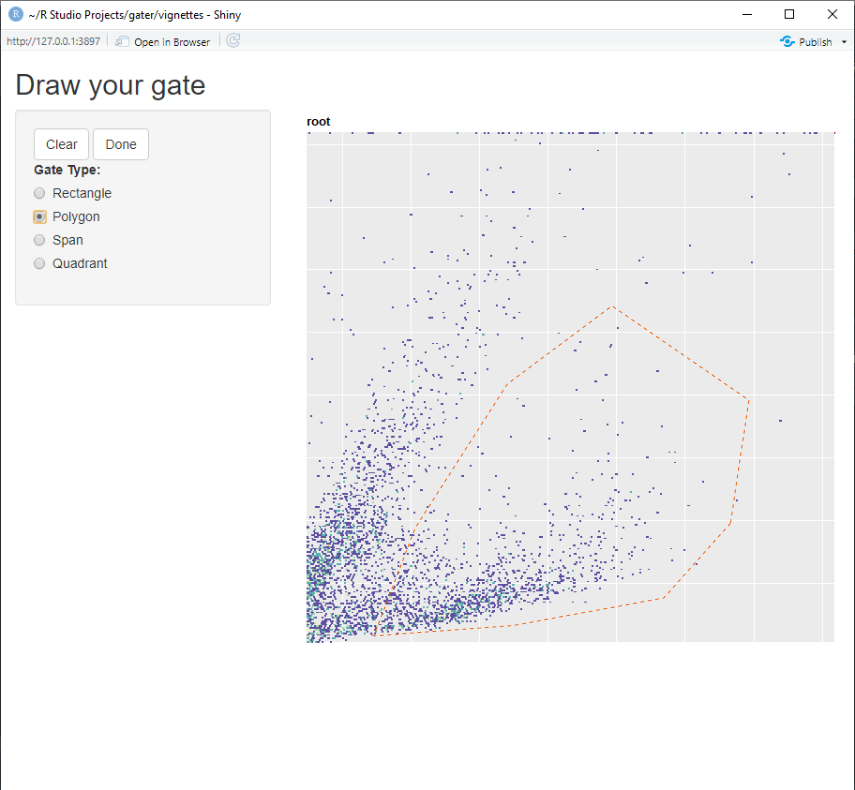 R ~/R Studio Projects/gater/vignettes - Shiny
http://127.0.0.1:3897 Open in Browser Publish
Draw your gate
Clear Done
Gate Type:
Rectangle
Polygon
Span
Quadrant
root